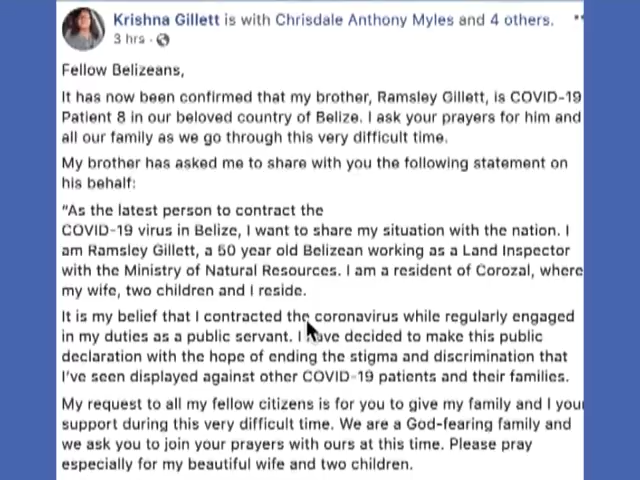 Krishna Gillett is with Chrisdale Anthony Myles and 4 others.
3 hrs ·
Fellow Belizeans,
It has now been confirmed that my brother, Ramsley Gillett, is COVID-19
Patient 8 in our beloved country of Belize. I ask your prayers for him and
all our family as we go through this very difficult time.
My brother has asked me to share with you the following statement on
his behalf:
"As the latest person to contract the
COVID-19 virus in Belize, I want to share my situation with the nation. I
am Ramsley Gillett, a 50 year old Belizean working as a Land Inspector
with the Ministry of Natural Resources. I am a resident of Corozal, where
my wife, two children and I reside.
It is my belief that I contracted the coronavirus while regularly engaged
in my duties as a public servant. I have decided to make this public
declaration with the hope of ending the stigma and discrimination that
I've seen displayed against other COVID-19 patients and their families.
My request to all my fellow citizens is for you to give my family and I your
support during this very difficult time. We are a God-fearing family and
we ask you to join your prayers with ours at this time. Please pray
especially for my beautiful wife and two children.